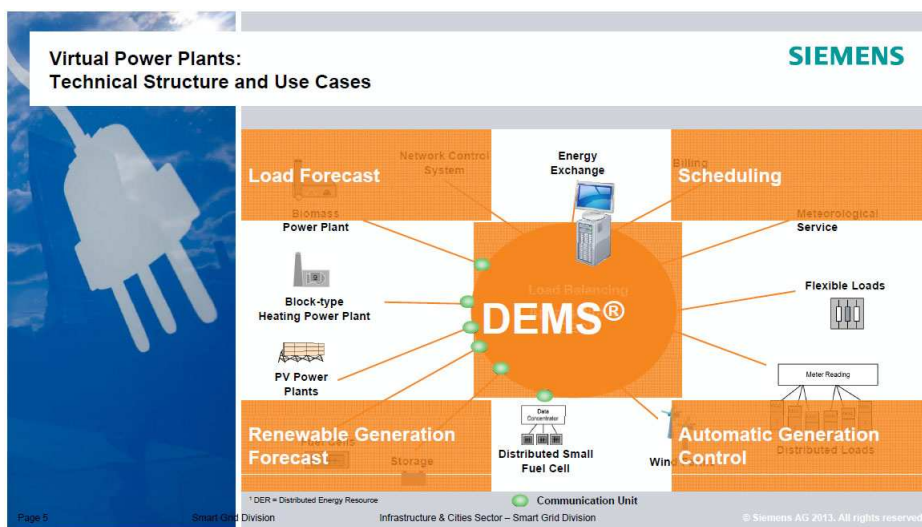 Virtual Power Plants:
Technical Structure and Use Cases
SIEMENS
Load Forecast
Network Control
System
Energy
Exchange
Billing
Scheduling
Biomass
Power Plant
Meteorological
Service
Block-type
Heating Power Plant
Load Balancing
DEMS®
Flexible Loads
PV Power
Plants
Meter Reading
Renewable Generation
Forecast
Fuel Cells
Storage
Data
Concentrator
Distributed Small
Fuel Cell
Automatic Generation
Control
Distributed Loads
¹ DER = Distributed Energy Resource
Communication Unit
Page 5
Smart Grid Division
Infrastructure & Cities Sector – Smart Grid Division
© Siemens AG 2013. All rights reserved